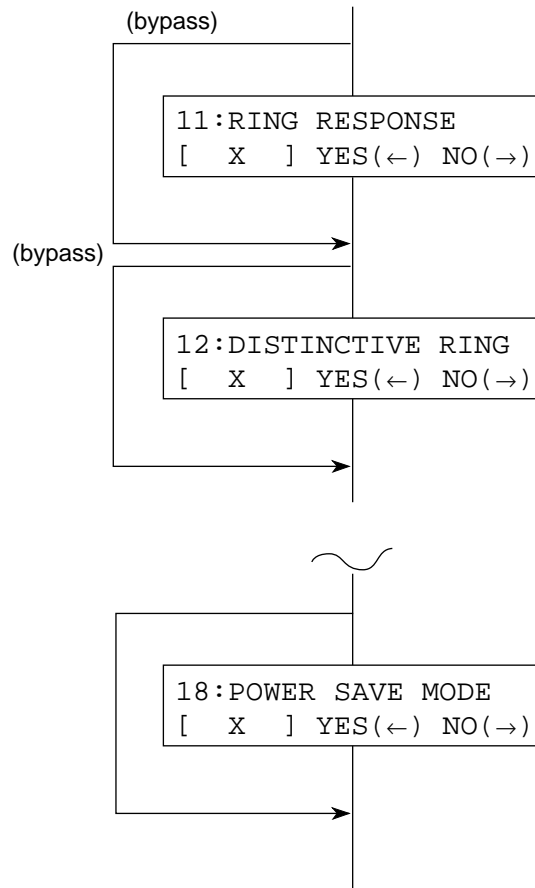 (bypass)
11:RING RESPONSE
[ X ] YES(←) NO(→)
(bypass)
12:DISTINCTIVE RING
[ X ] YES(←) NO(→)
18:POWER SAVE MODE
[ X ] YES(←) NO(→)